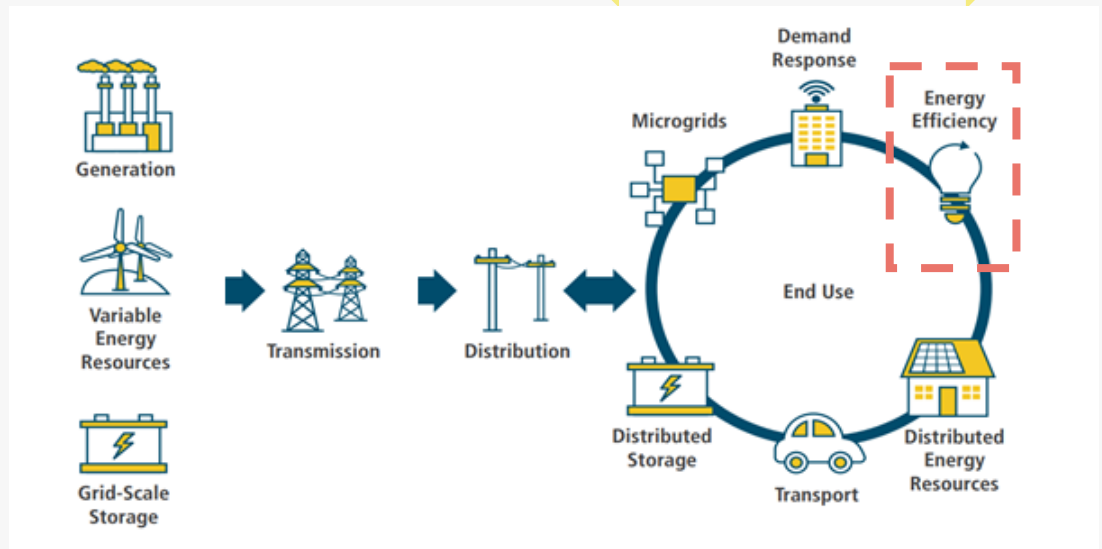 Generation
Variable
Energy
Resources
Grid-Scale
Storage
Transmission
Distribution
Demand
Response
Microgrids
Energy
Efficiency
End Use
Distributed
Storage
Transport
Distributed
Energy
Resources